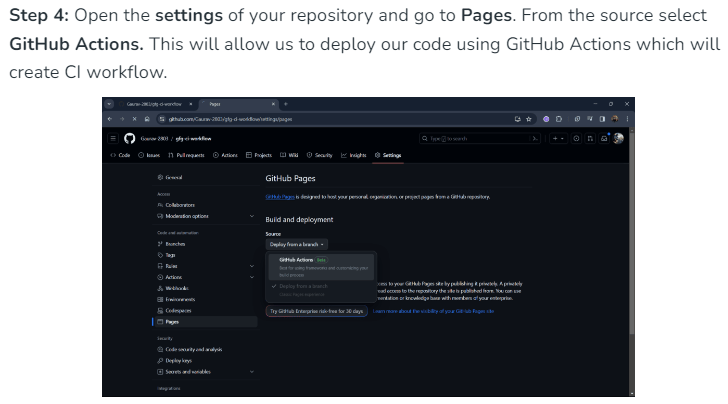 Step 4: Open the settings of your repository and go to Pages. From the source select
GitHub Actions. This will allow us to deploy our code using GitHub Actions which will
create CI workflow.
Gaurav-2803/gfg-ci-workflow
Pages
github.com/Gaurav-2803/gfg-ci-workflow/settings/pages
Gaurav-2803 / gfg-ci-workflow
Type / to search
Code Issues Pull requests Actions Projects Wiki Security Insights Settings
General
Access
Collaborators
Moderation options
Code and automation
Branches
Tags
Rules
Actions
Webhooks
Environments
Codespaces
Pages
Security
Code security and analysis
Deploy keys
Secrets and variables
Integrations
GitHub Pages
GitHub Pages is designed to host your personal, organization, or project pages from a GitHub repository.
Build and deployment
Source
Deploy from a branch
GitHub Actions Beta
Best for using frameworks and customizing your
build process
Deploy from a branch
cess to your GitHub Pages site by publishing it privately. A privately
ead access to the repository the site is published from. You can use
mentation or knowledge base with members of your enterprise.
Try GitHub Enterprise risk-free for 30 days
Learn more about the visibility of your GitHub Pages site